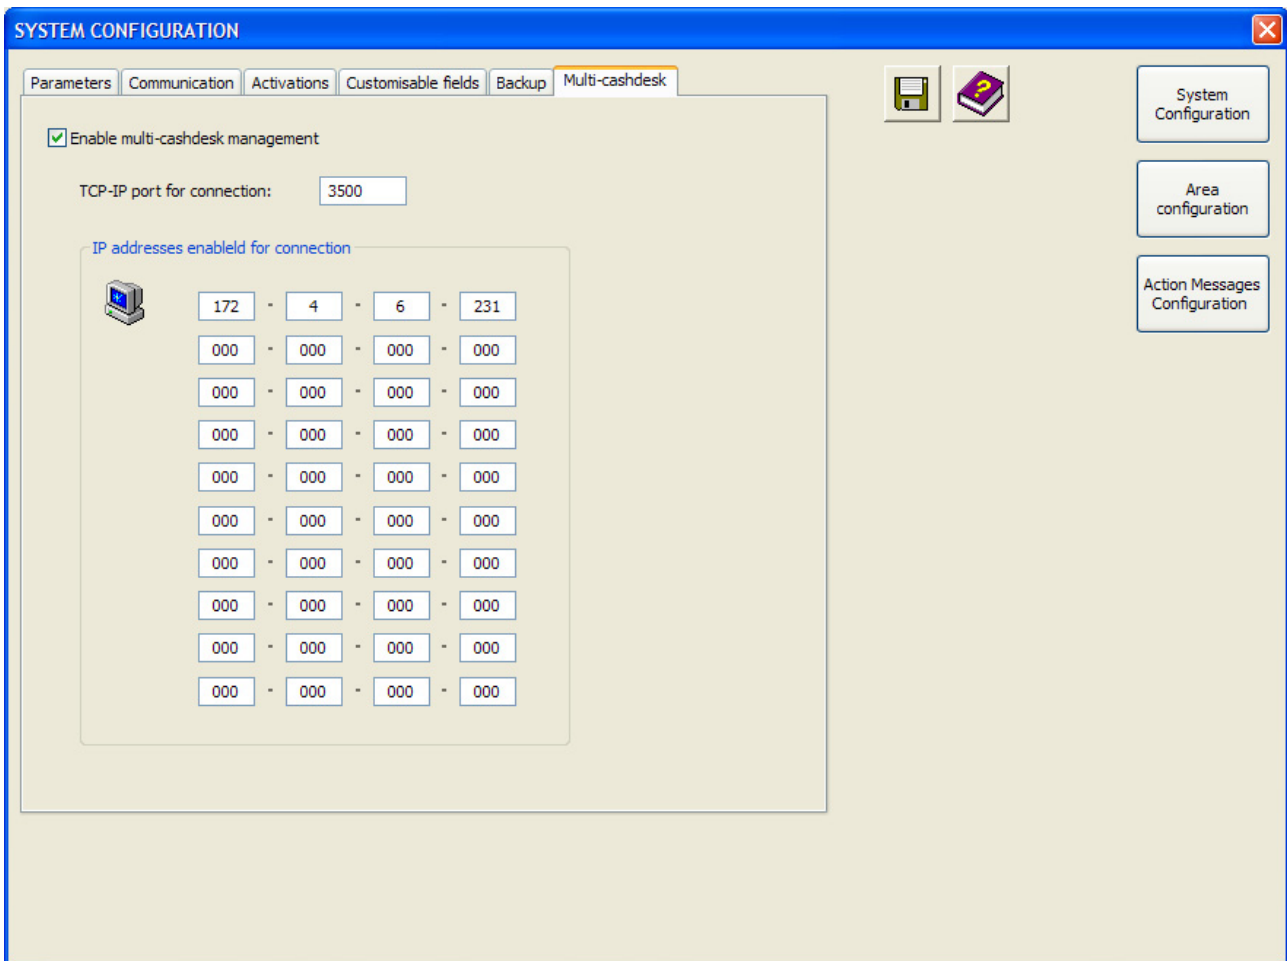 SYSTEM CONFIGURATION
Parameters Communication Activations Customisable fields Backup Multi-cashdesk
Enable multi-cashdesk management
TCP-IP port for connection: 3500
IP addresses enableld for connection
172 - 4 - 6 - 231
000 - 000 - 000 - 000
000 - 000 - 000 - 000
000 - 000 - 000 - 000
000 - 000 - 000 - 000
000 - 000 - 000 - 000
000 - 000 - 000 - 000
000 - 000 - 000 - 000
000 - 000 - 000 - 000
000 - 000 - 000 - 000
System
Configuration
Area
configuration
Action Messages
Configuration